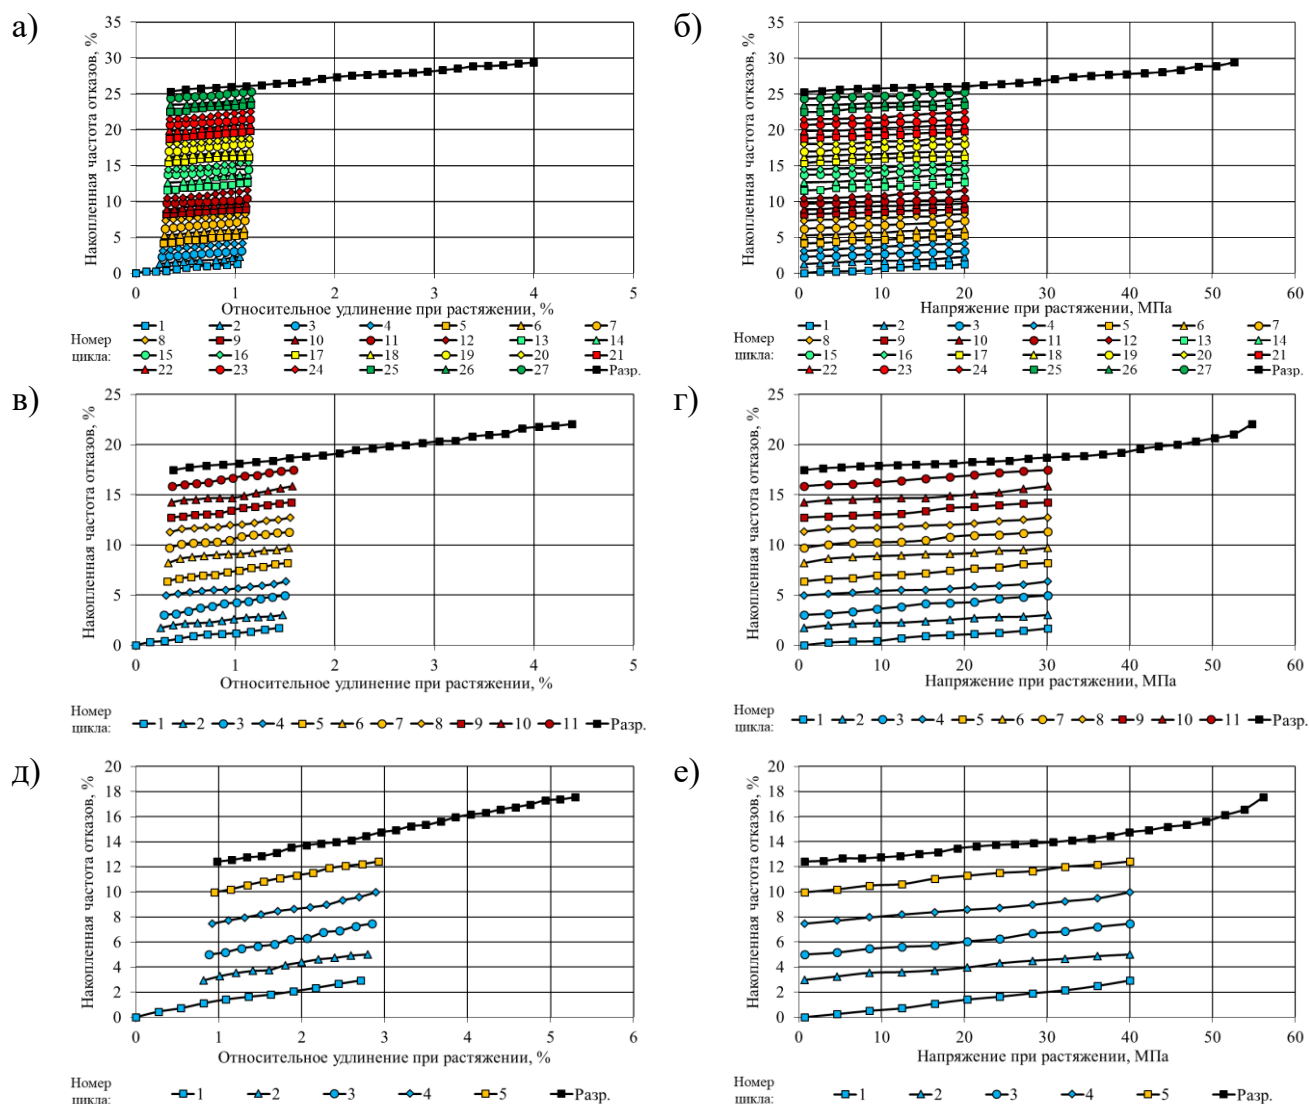 а)
Накопленная частота отказов, %
35
30
25
20
15
10
5
0
0 1 2 3 4 5
Относительное удлинение при растяжении, %
Номер цикла:
1 2 3 4 5 6 7
8 9 10 11 12 13 14
15 16 17 18 19 20 21
22 23 24 25 26 27 Разр.
б)
Накопленная частота отказов, %
35
30
25
20
15
10
5
0
0 10 20 30 40 50 60
Напряжение при растяжении, МПа
Номер цикла:
1 2 3 4 5 6 7
8 9 10 11 12 13 14
15 16 17 18 19 20 21
22 23 24 25 26 27 Разр.
в)
Накопленная частота отказов, %
25
20
15
10
5
0
0 1 2 3 4 5
Относительное удлинение при растяжении, %
Номер цикла:
1 2 3 4 5 6 7 8 9 10 11 Разр.
г)
Накопленная частота отказов, %
25
20
15
10
5
0
0 10 20 30 40 50 60
Напряжение при растяжении, МПа
Номер цикла:
1 2 3 4 5 6 7 8 9 10 11 Разр.
д)
Накопленная частота отказов, %
20
18
16
14
12
10
8
6
4
2
0
0 1 2 3 4 5 6
Относительное удлинение при растяжении, %
Номер цикла:
1 2 3 4 5 Разр.
е)
Накопленная частота отказов, %
20
18
16
14
12
10
8
6
4
2
0
0 10 20 30 40 50 60
Напряжение при растяжении, МПа
Номер цикла:
1 2 3 4 5 Разр.